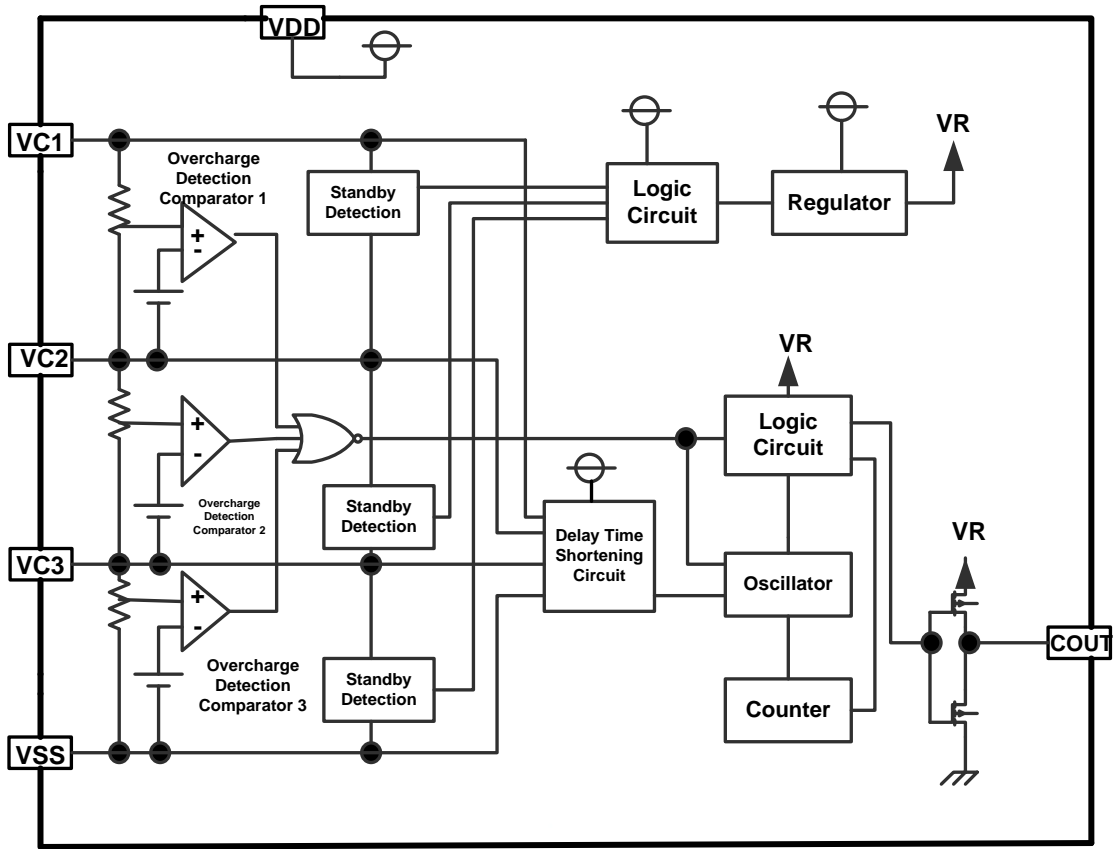 VDD
VC1
Overcharge
Detection
Comparator 1
+
-
Standby
Detection
Logic
Circuit
Regulator
VR
VC2
+
-
Overcharge
Detection
Comparator 2
Standby
Detection
VR
Logic
Circuit
Delay Time
Shortening
Circuit
Oscillator
VR
VC3
+
-
Overcharge
Detection
Comparator 3
Standby
Detection
Counter
COUT
VSS